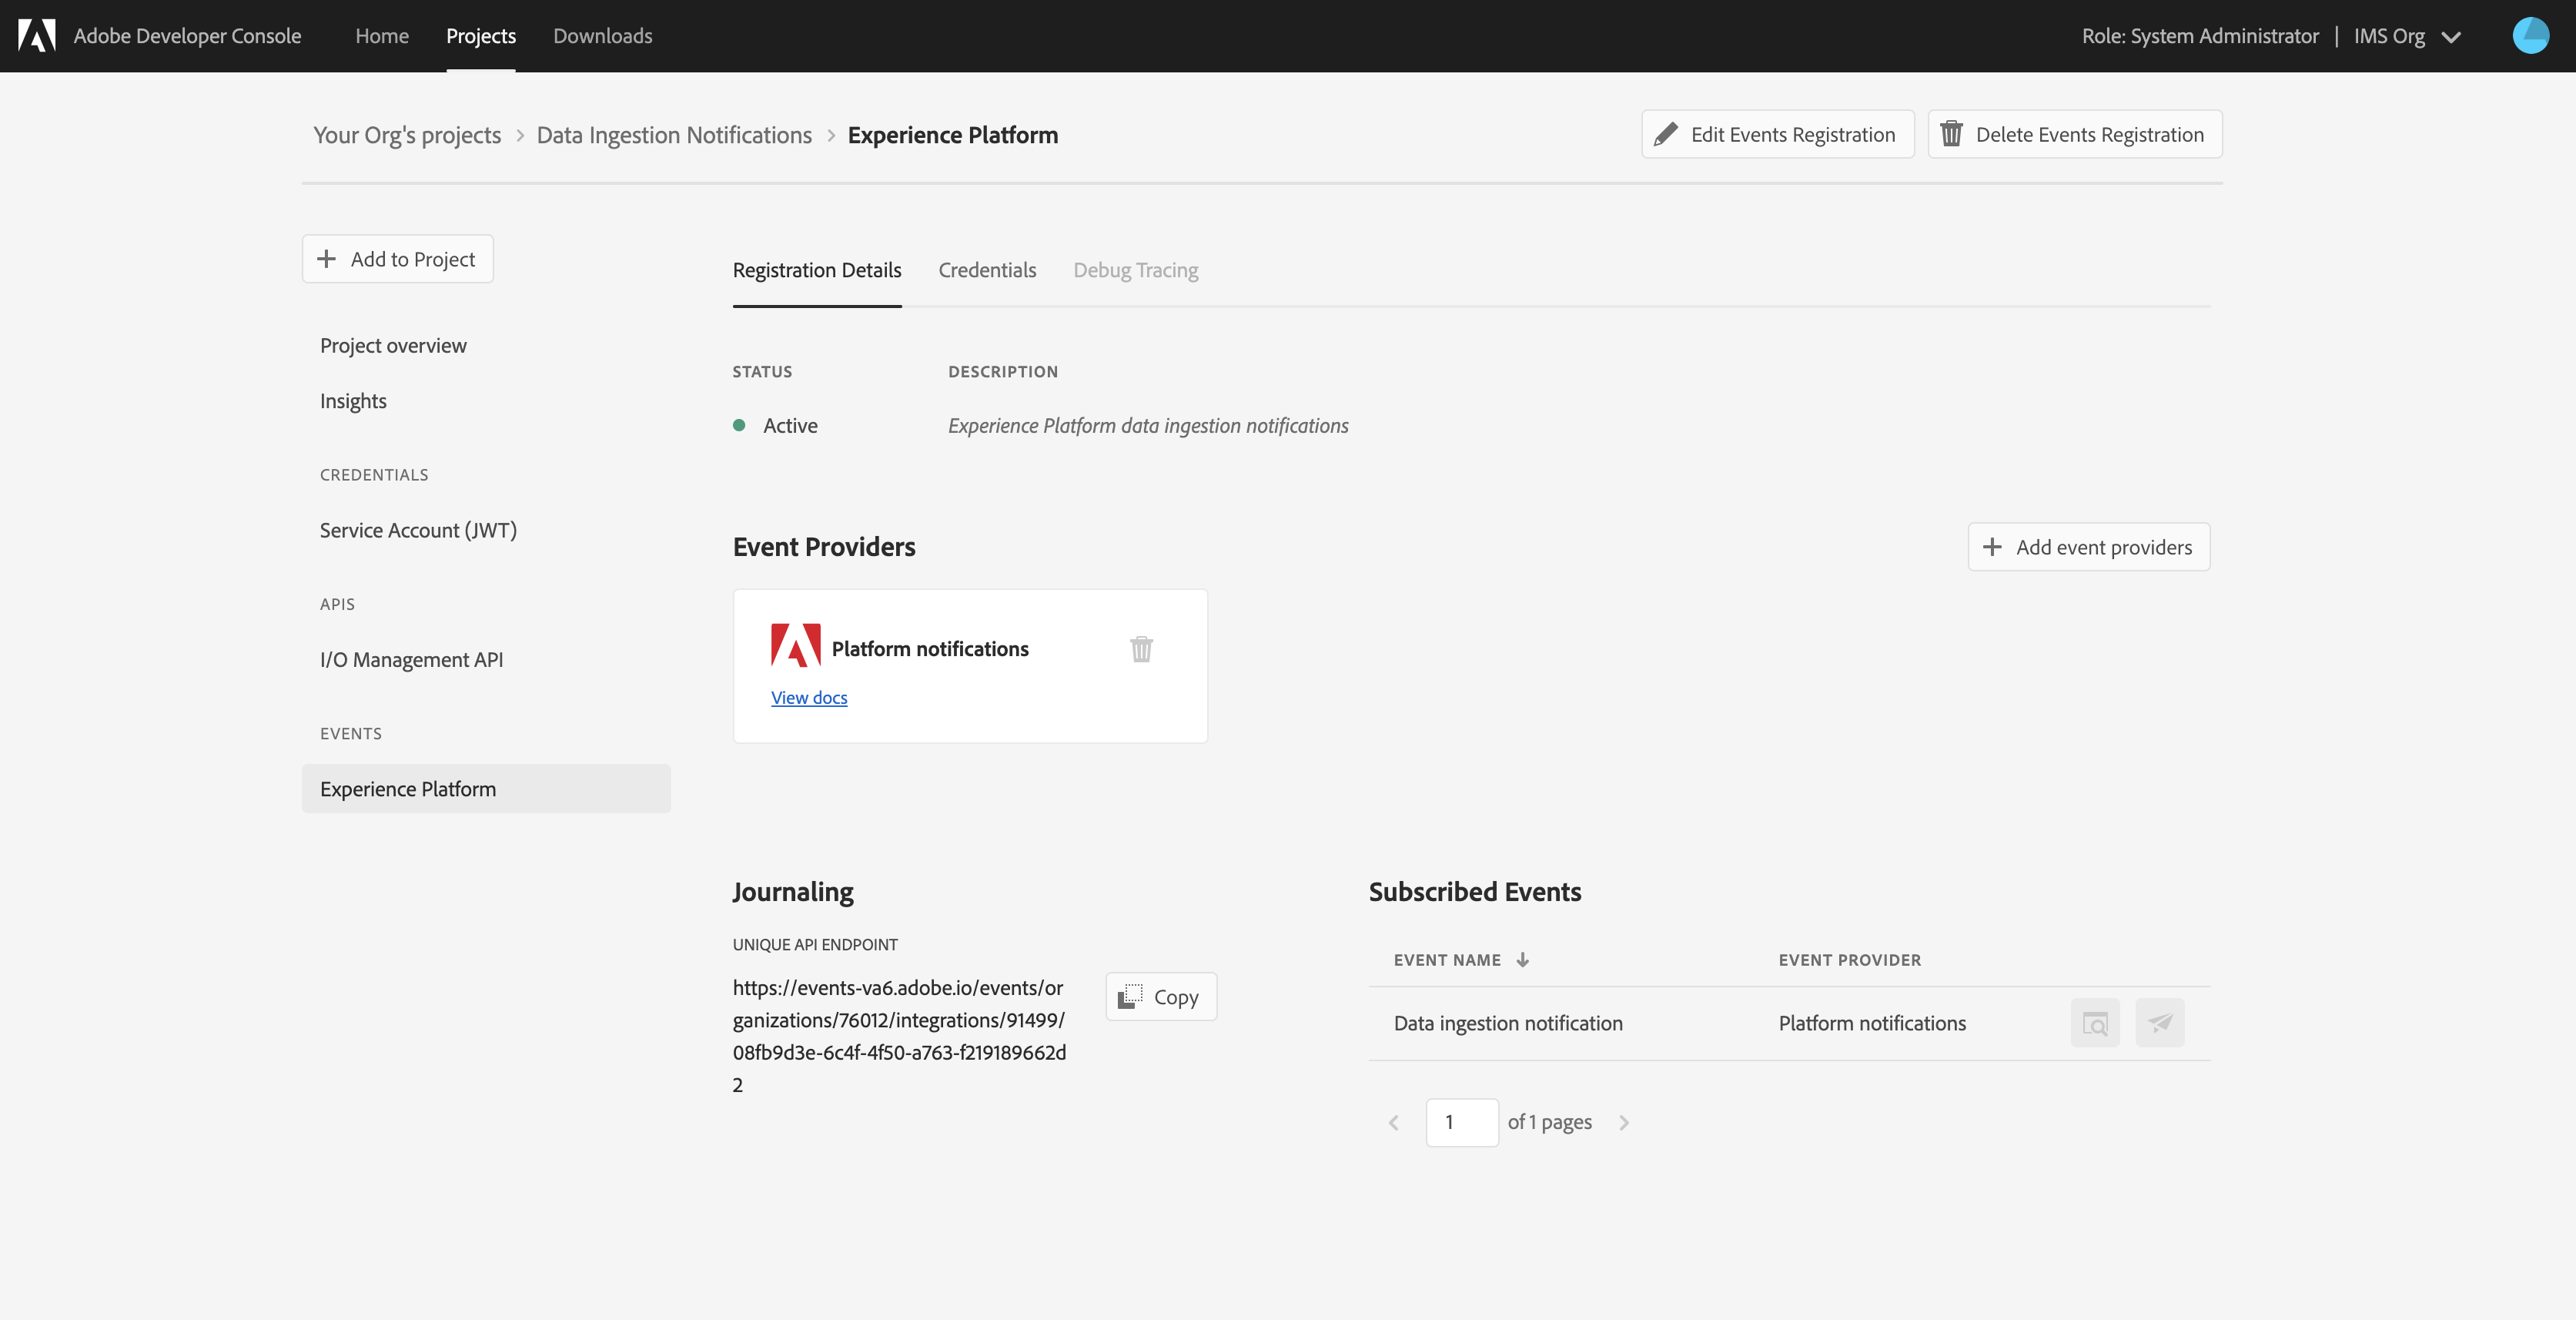 Adobe Developer Console
Home
Projects
Downloads
Role: System Administrator | IMS Org
Your Org's projects > Data Ingestion Notifications > Experience Platform
Edit Events Registration
Delete Events Registration
Add to Project
Project overview
Insights
CREDENTIALS
Service Account (JWT)
APIS
I/O Management API
EVENTS
Experience Platform
Registration Details
Credentials
Debug Tracing
STATUS
DESCRIPTION
Active
Experience Platform data ingestion notifications
Event Providers
Add event providers
Platform notifications
View docs
Journaling
UNIQUE API ENDPOINT
https://events-va6.adobe.io/events/or
ganizations/76012/integrations/91499/
08fb9d3e-6c4f-4f50-a763-f219189662d
2
Copy
Subscribed Events
EVENT NAME
EVENT PROVIDER
Data ingestion notification
Platform notifications
1 of 1 pages